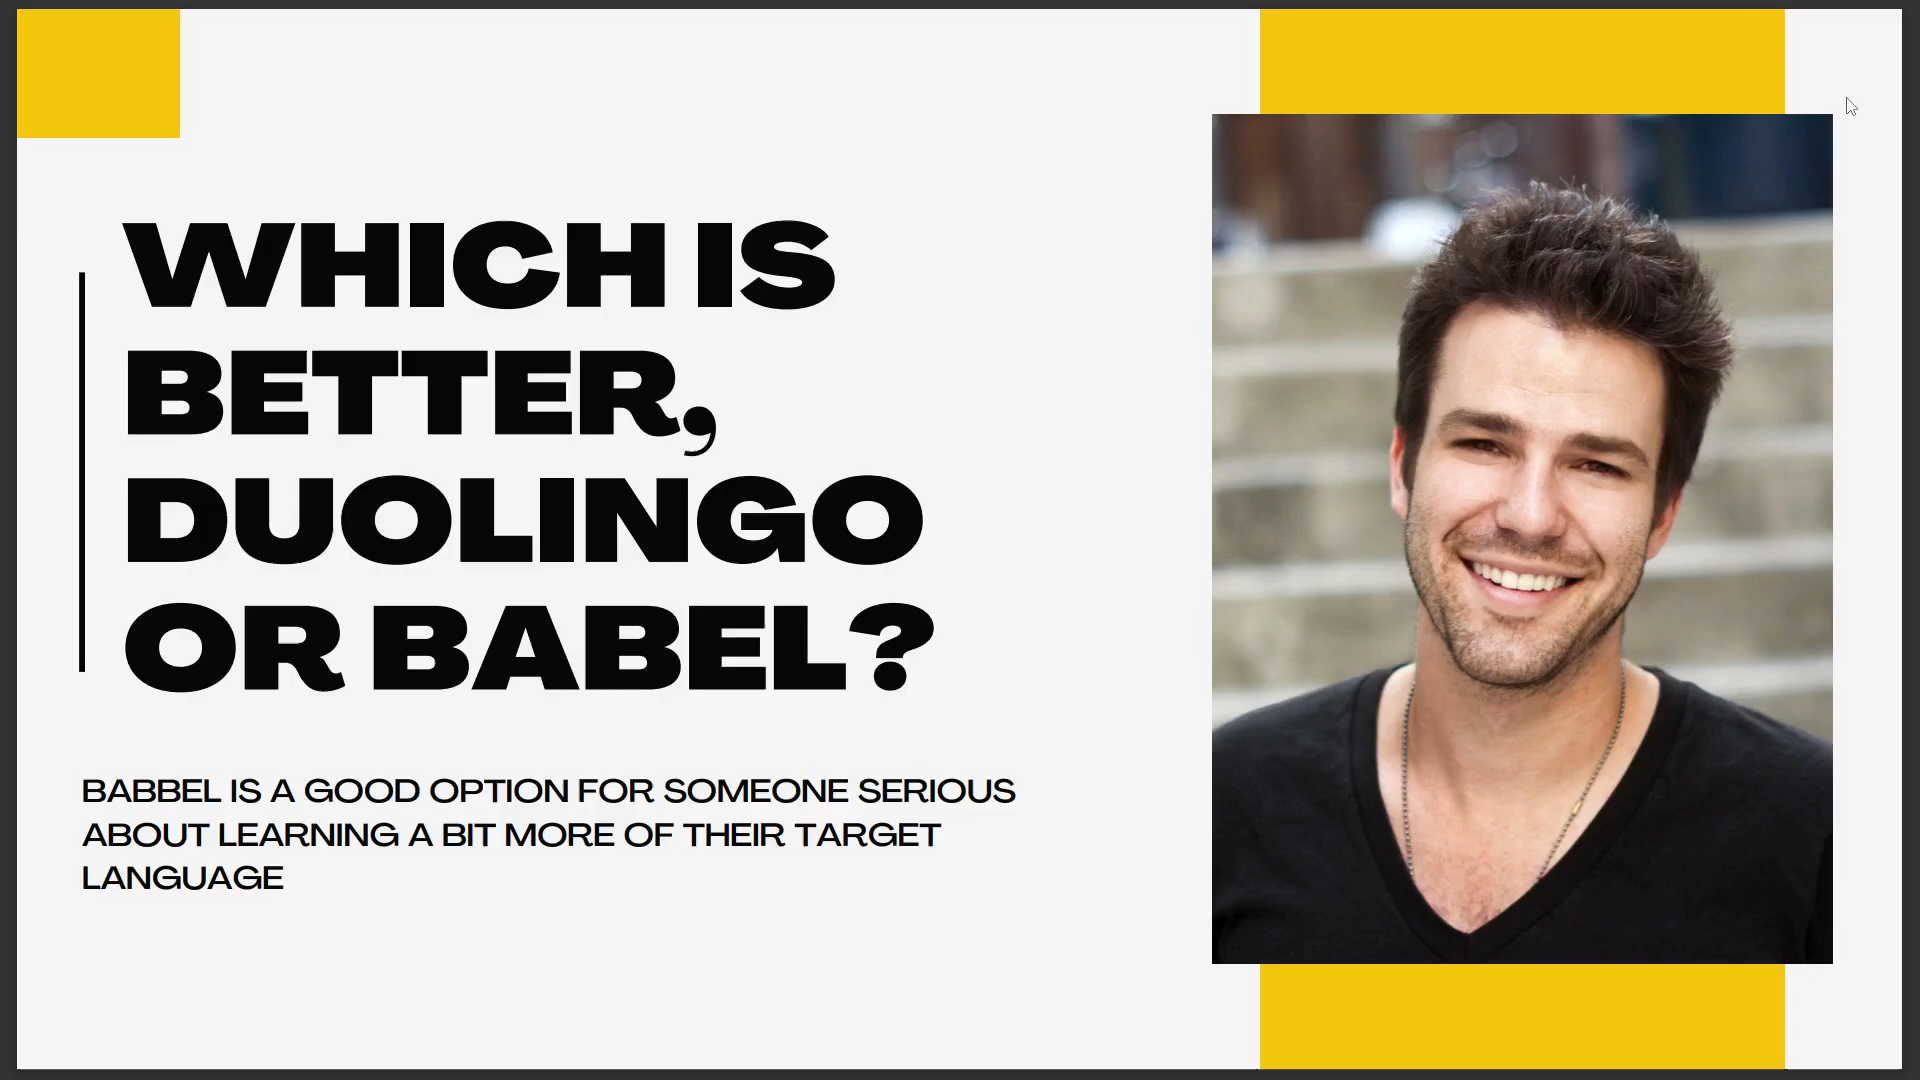 WHICH IS
BETTER,
DUOLINGO
OR BABEL?
BABBEL IS A GOOD OPTION FOR SOMEONE SERIOUS
ABOUT LEARNING A BIT MORE OF THEIR TARGET
LANGUAGE